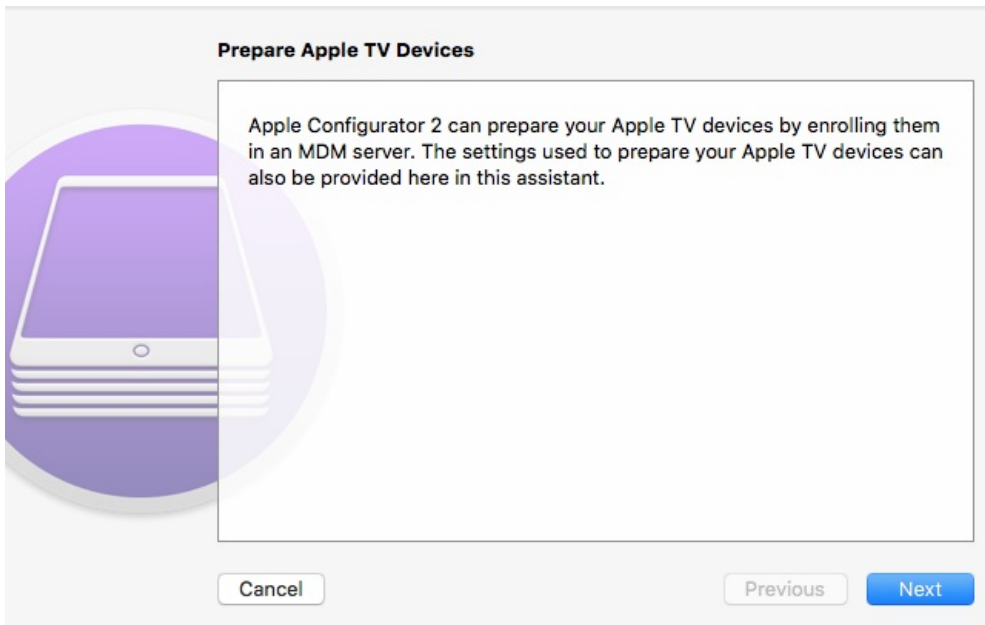 Prepare Apple TV Devices
Apple Configurator 2 can prepare your Apple TV devices by enrolling them
in an MDM server. The settings used to prepare your Apple TV devices can
also be provided here in this assistant.
Cancel
Previous
Next